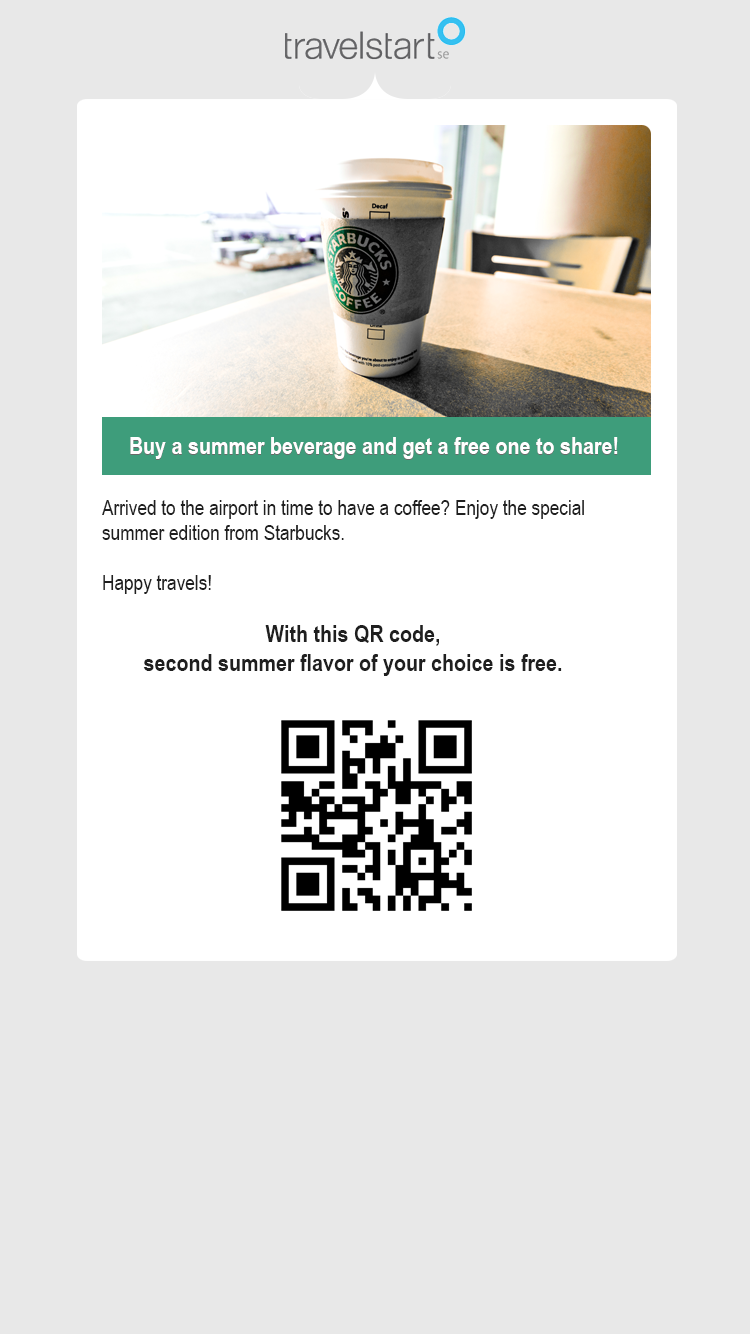 travelstart
se
Decaf
STARBUCKS
COFFEE
Buy a summer beverage and get a free one to share!
Arrived to the airport in time to have a coffee? Enjoy the special
summer edition from Starbucks.
Happy travels!
With this QR code,
second summer flavor of your choice is free.